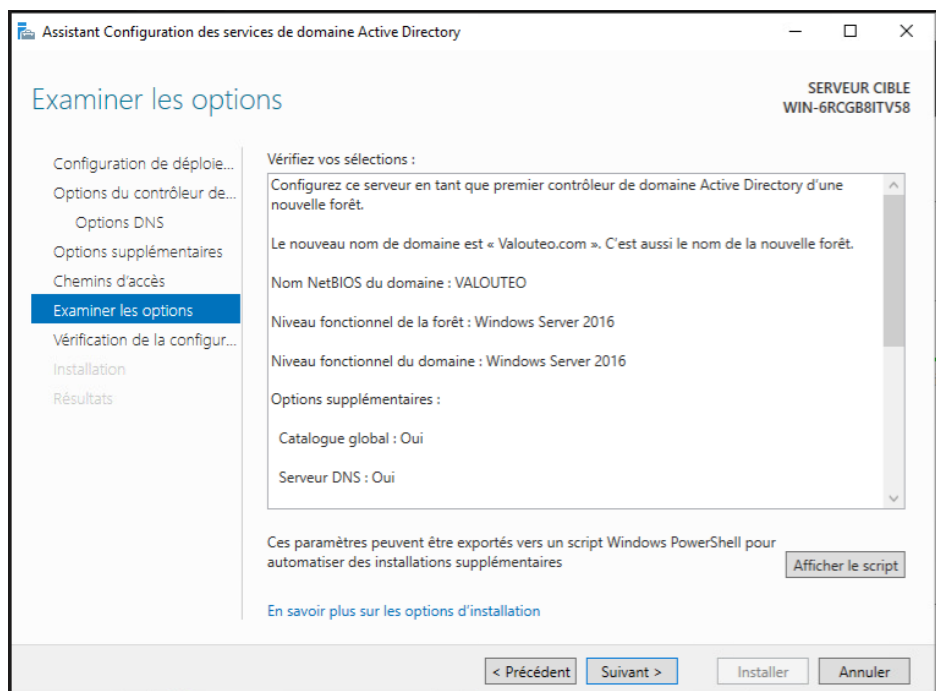 Assistant Configuration des services de domaine Active Directory
Examiner les options
SERVEUR CIBLE
WIN-6RCGB8ITV58
Configuration de déploie...
Options du contrôleur de...
Options DNS
Options supplémentaires
Chemins d'accès
Examiner les options
Vérification de la configur...
Installation
Résultats
Vérifiez vos sélections :
Configurez ce serveur en tant que premier contrôleur de domaine Active Directory d'une
nouvelle forêt.
Le nouveau nom de domaine est « Valouteo.com ». C'est aussi le nom de la nouvelle forêt.
Nom NetBIOS du domaine : VALOUTEO
Niveau fonctionnel de la forêt : Windows Server 2016
Niveau fonctionnel du domaine : Windows Server 2016
Options supplémentaires :
Catalogue global : Oui
Serveur DNS : Oui
Ces paramètres peuvent être exportés vers un script Windows PowerShell pour
automatiser des installations supplémentaires
Afficher le script
En savoir plus sur les options d'installation
< Précédent
Suivant >
Installer
Annuler